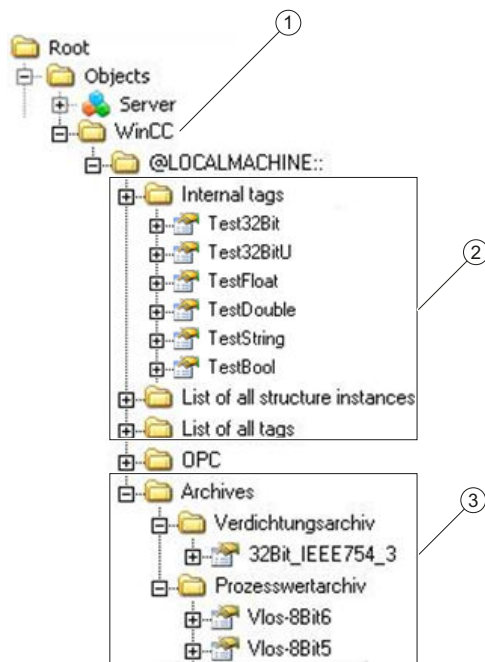 1
Root
Objects
Server
WinCC
@LOCALMACHINE::
Internal tags
Test32Bit
2
Test32BitU
TestFloat
TestDouble
TestString
TestBool
List of all structure instances
List of all tags
OPC
Archives
3
Verdichtungsarchiv
32Bit_IEEE754_3
Prozesswertarchiv
Vlos-8Bit6
Vlos-8Bit5